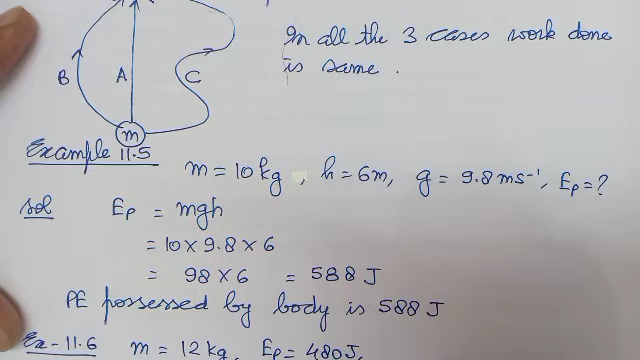 In all the 3 cases work done
is same.
B
A
C
m
Example 11.5
m = 10 kg, h = 6m, g = 9.8 ms⁻¹, Ep = ?
Sol Ep = mgh
= 10 × 9.8 × 6
= 98 × 6 = 588 J
PE possessed by body is 588 J
Ex - 11.6 m = 12 kg, Ep = 480J,